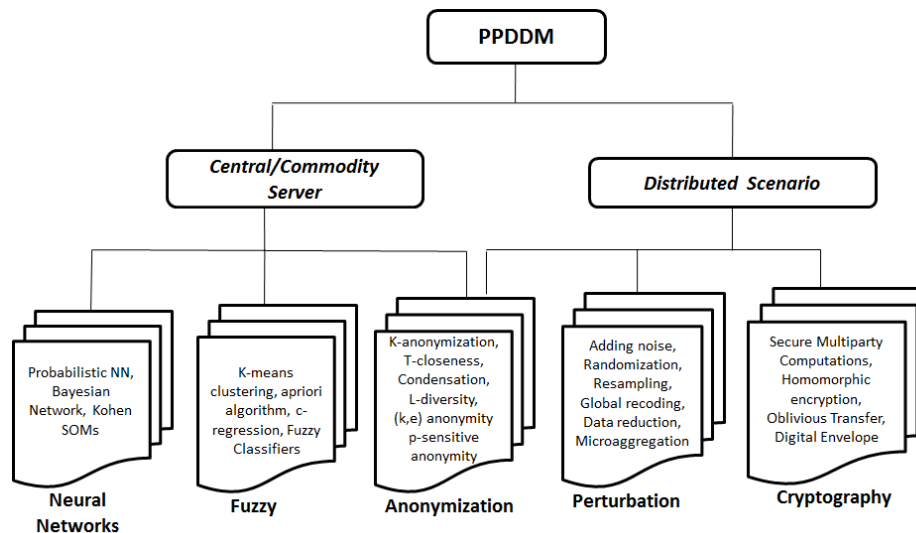 PPDDM
Central/Commodity
Server
Distributed Scenario
Probabilistic NN,
Bayesian
Network, Kohen
SOMs
K-means
clustering, apriori
algorithm, c-
regression, Fuzzy
Classifiers
K-anonymization,
T-closeness,
Condensation,
L-diversity,
(k,e) anonymity
p-sensitive
anonymity
Adding noise,
Randomization,
Resampling,
Global recoding,
Data reduction,
Microaggregation
Secure Multiparty
Computations,
Homomorphic
encryption,
Oblivious Transfer,
Digital Envelope
Neural
Networks
Fuzzy
Anonymization
Perturbation
Cryptography